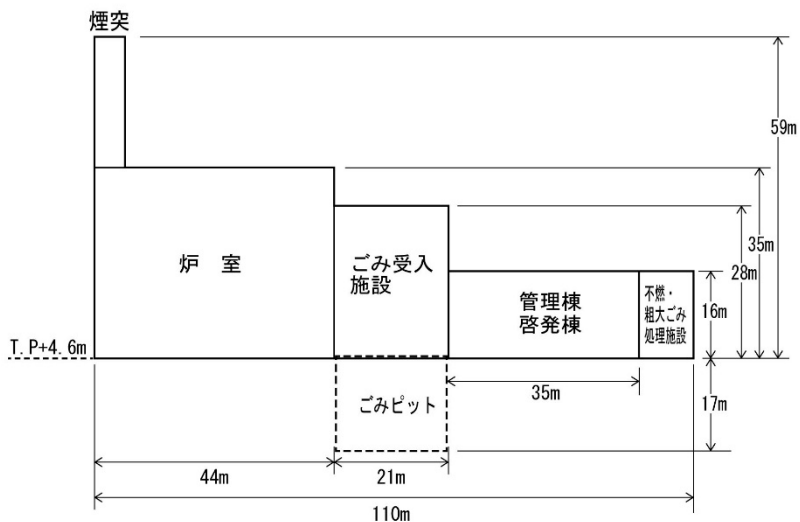 煙突
59m
35m
28m
炉 室
ごみ受入
施設
管理棟
啓発棟
不燃・
粗大ごみ
処理施設
16m
T.P+4.6m
ごみピット
35m
17m
44m
21m
110m